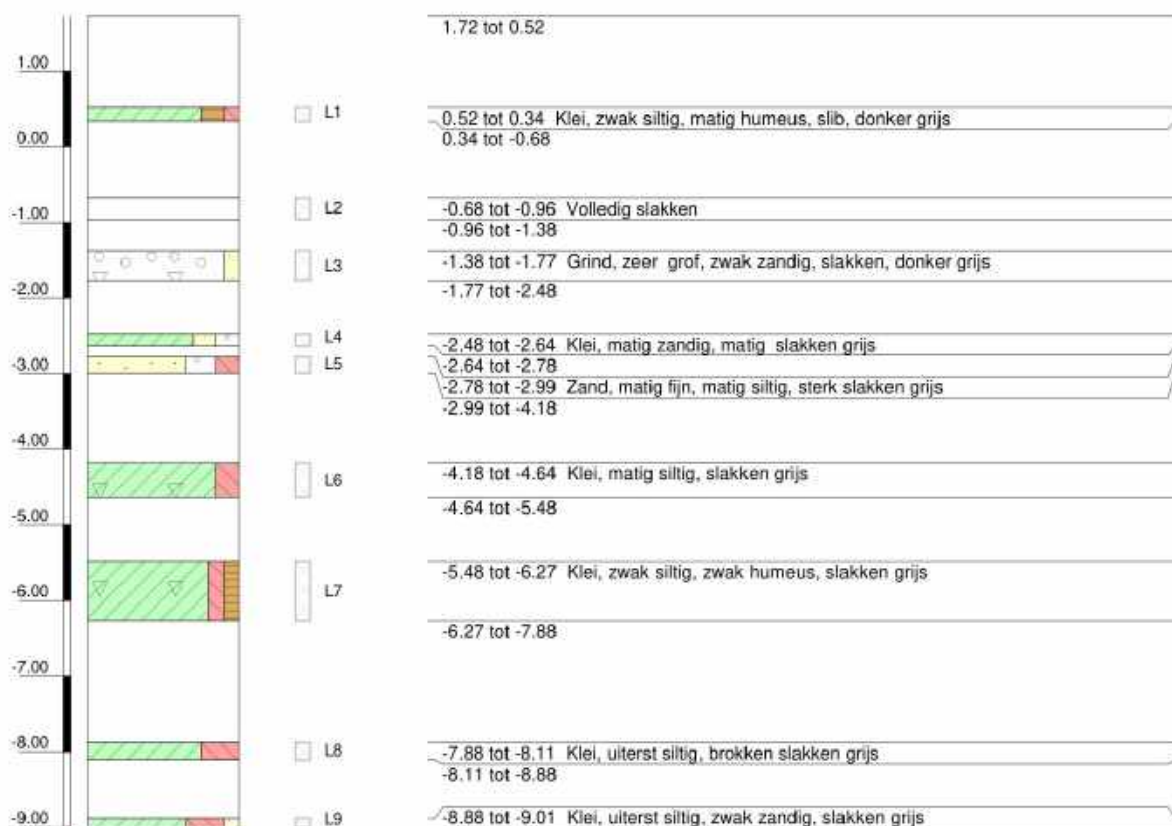 1.72 tot 0.52
1.00
L1
0.52 tot 0.34 Klei, zwak siltig, matig humeus, slib, donker grijs
0.00
0.34 tot -0.68
L2
-0.68 tot -0.96 Volledig slakken
-1.00
-0.96 tot -1.38
L3
-1.38 tot -1.77 Grind, zeer grof, zwak zandig, slakken, donker grijs
-2.00
-1.77 tot -2.48
L4
-2.48 tot -2.64 Klei, matig zandig, matig slakken grijs
-3.00
L5
-2.64 tot -2.78
-2.78 tot -2.99 Zand, matig fijn, matig siltig, sterk slakken grijs
-2.99 tot -4.18
-4.00
L6
-4.18 tot -4.64 Klei, matig siltig, slakken grijs
-5.00
-4.64 tot -5.48
L7
-5.48 tot -6.27 Klei, zwak siltig, zwak humeus, slakken grijs
-6.00
-6.27 tot -7.88
-7.00
-8.00
L8
-7.88 tot -8.11 Klei, uiterst siltig, brokken slakken grijs
-8.11 tot -8.88
-9.00
L9
-8.88 tot -9.01 Klei, uiterst siltig, zwak zandig, slakken grijs